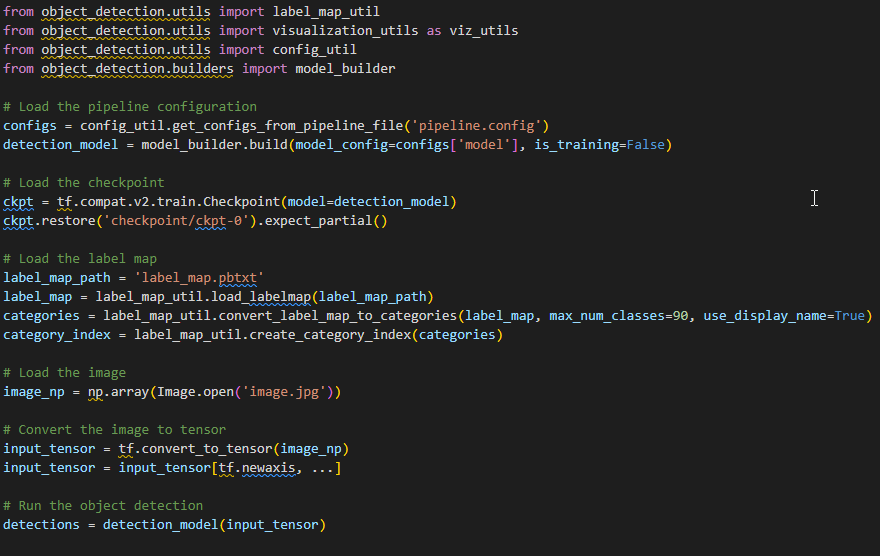 from object_detection.utils import label_map_util
from object_detection.utils import visualization_utils as viz_utils
from object_detection.utils import config_util
from object_detection.builders import model_builder
# Load the pipeline configuration
configs = config_util.get_configs_from_pipeline_file('pipeline.config')
detection_model = model_builder.build(model_config=configs['model'], is_training=False)
# Load the checkpoint
ckpt = tf.compat.v2.train.Checkpoint(model=detection_model)
ckpt.restore('checkpoint/ckpt-0').expect_partial()
# Load the label map
label_map_path = 'label_map.pbtxt'
label_map = label_map_util.load_labelmap(label_map_path)
categories = label_map_util.convert_label_map_to_categories(label_map, max_num_classes=90, use_display_name=True)
category_index = label_map_util.create_category_index(categories)
# Load the image
image_np = np.array(Image.open('image.jpg'))
# Convert the image to tensor
input_tensor = tf.convert_to_tensor(image_np)
input_tensor = input_tensor[tf.newaxis, ...]
# Run the object detection
detections = detection_model(input_tensor)